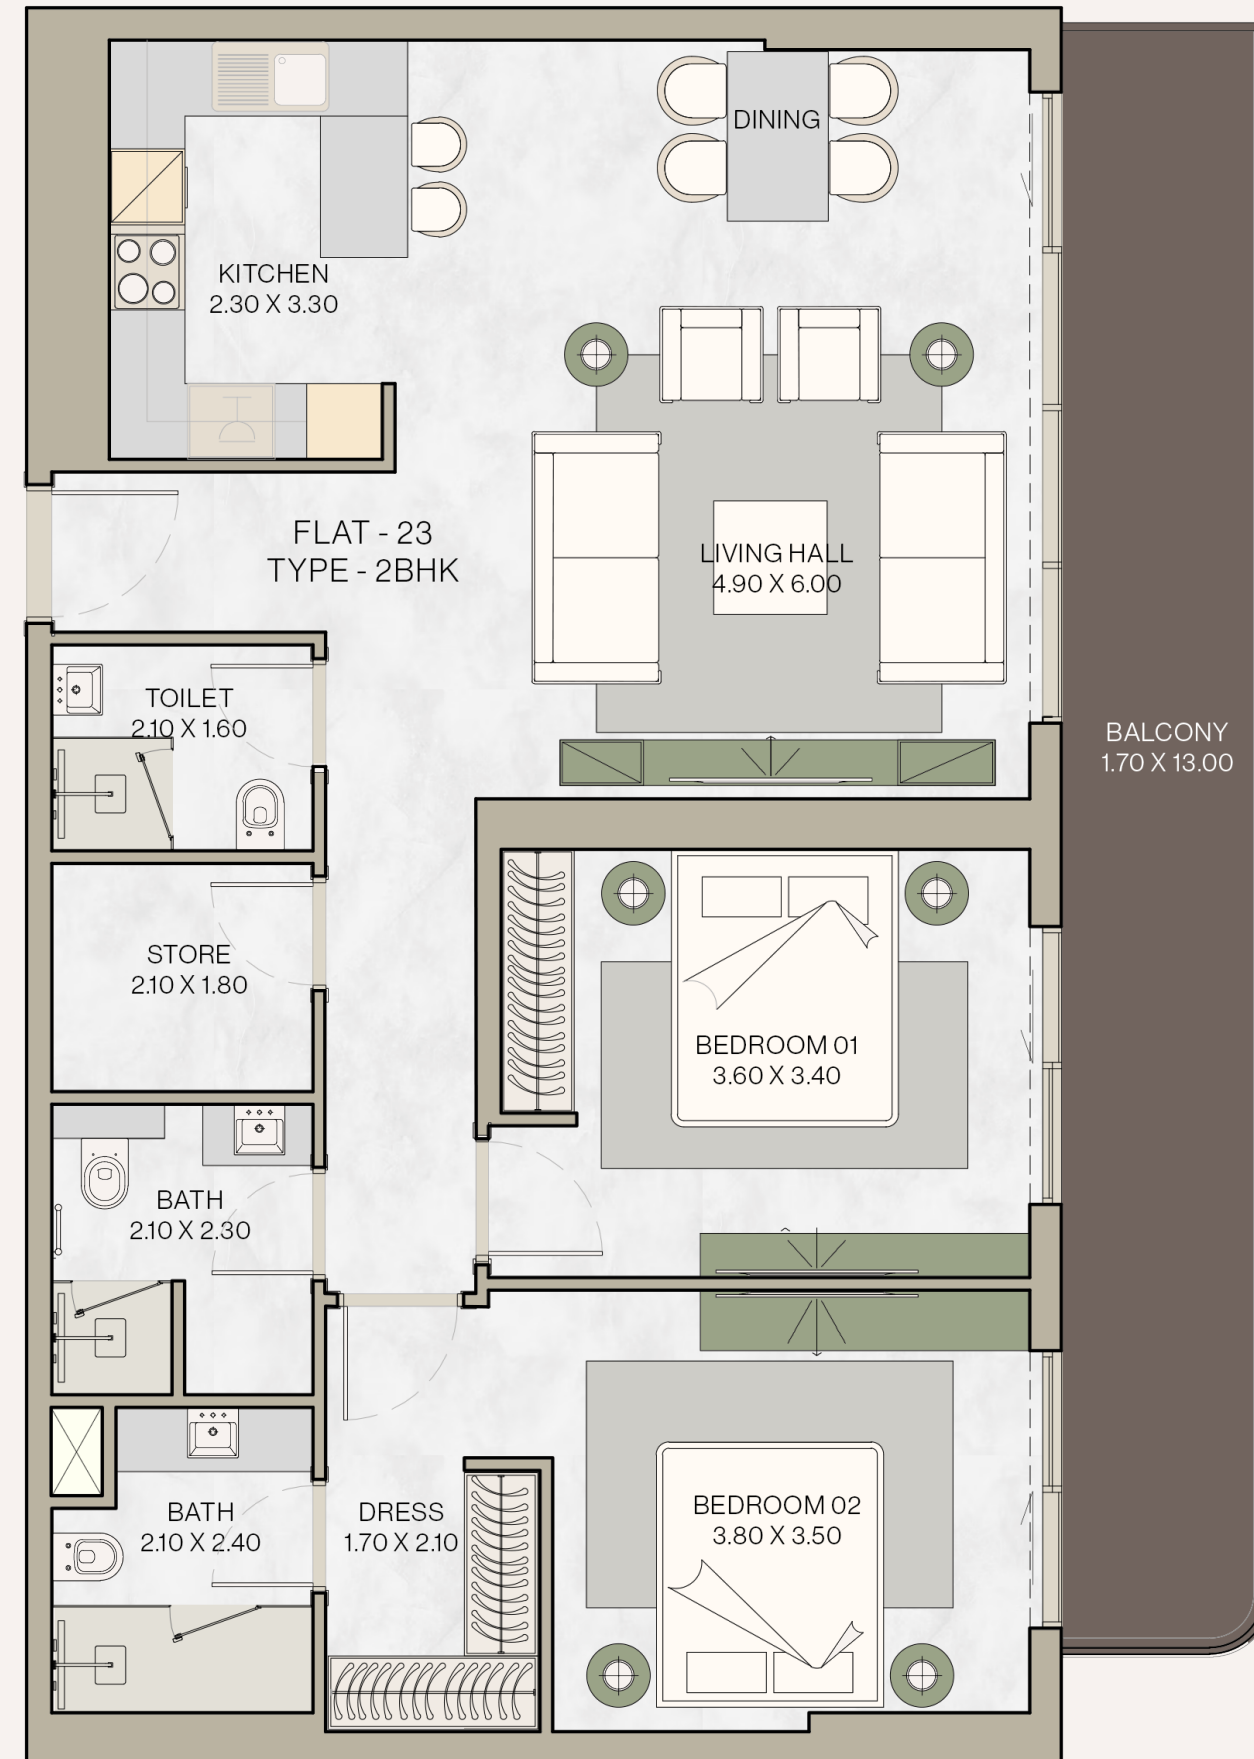 DINING
KITCHEN
2.30 X 3.30
FLAT - 23
TYPE - 2BHK
LIVING HALL
4.90 X 6.00
TOILET
2.10 X 1.60
BALCONY
1.70 X 13.00
STORE
2.10 X 1.80
BEDROOM 01
3.60 X 3.40
BATH
2.10 X 2.30
BATH
2.10 X 2.40
DRESS
1.70 X 2.10
BEDROOM 02
3.80 X 3.50